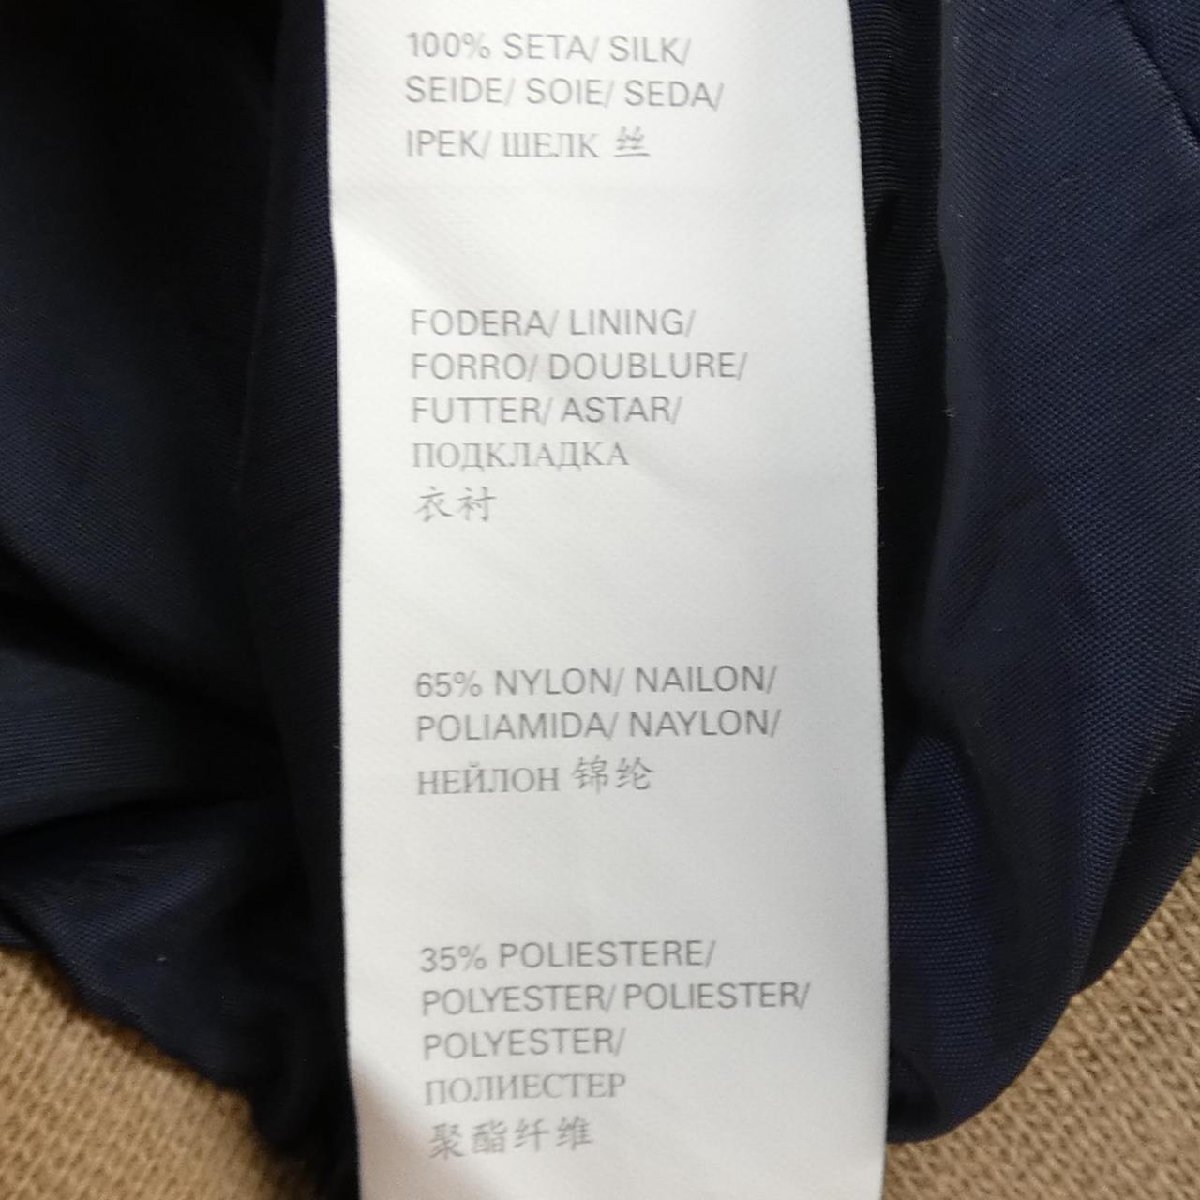 100% SETA/ SILK/
SEIDE/ SOIE/ SEDA/
IPEK/ ШЕЛК 丝
FODERA/ LINING/
FORRO/ DOUBLURE/
FUTTER/ ASTAR/
ПОДКЛАДКА
衣衬
65% NYLON/ NAILON/
POLIAMIDA/ NAYLON/
НЕЙЛОН 锦纶
35% POLIESTERE/
POLYESTER/ POLIESTER/
POLYESTER/
ПОЛИЕСТЕР
聚酯纤维